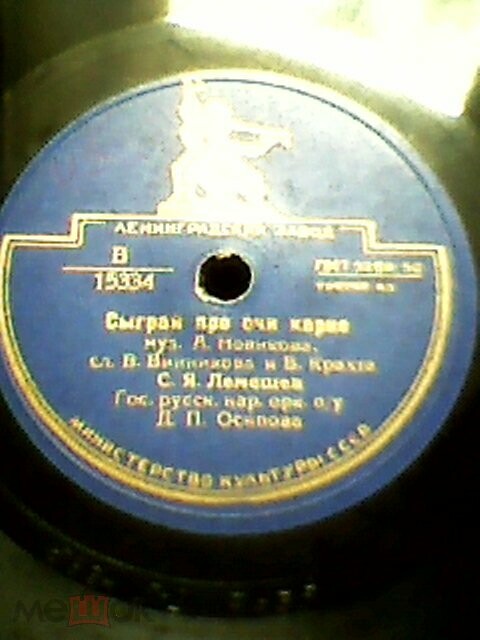 ЛЕНИНГРАДСКИЙ ЗАВОД
В
15334
Сыграй про очи карие
муз. А. Новикова,
сл. В. Винникова и В. Крахта
С. Я. Лемешев
Гос. русск. нар. орк. п/у
Д. П. Осипова
МИНИСТЕРСТВО КУЛЬТУРЫ СССР
мешок